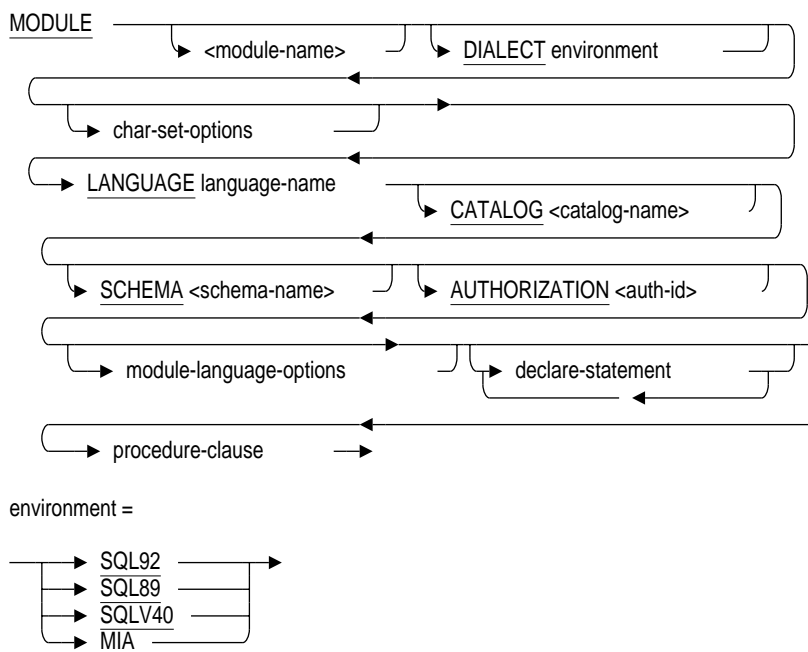 MODULE
<module-name> DIALECT environment
char-set-options
LANGUAGE language-name
CATALOG <catalog-name>
SCHEMA <schema-name> AUTHORIZATION <auth-id>
module-language-options declare-statement
procedure-clause
environment =
SQL92
SQL89
SQLV40
MIA